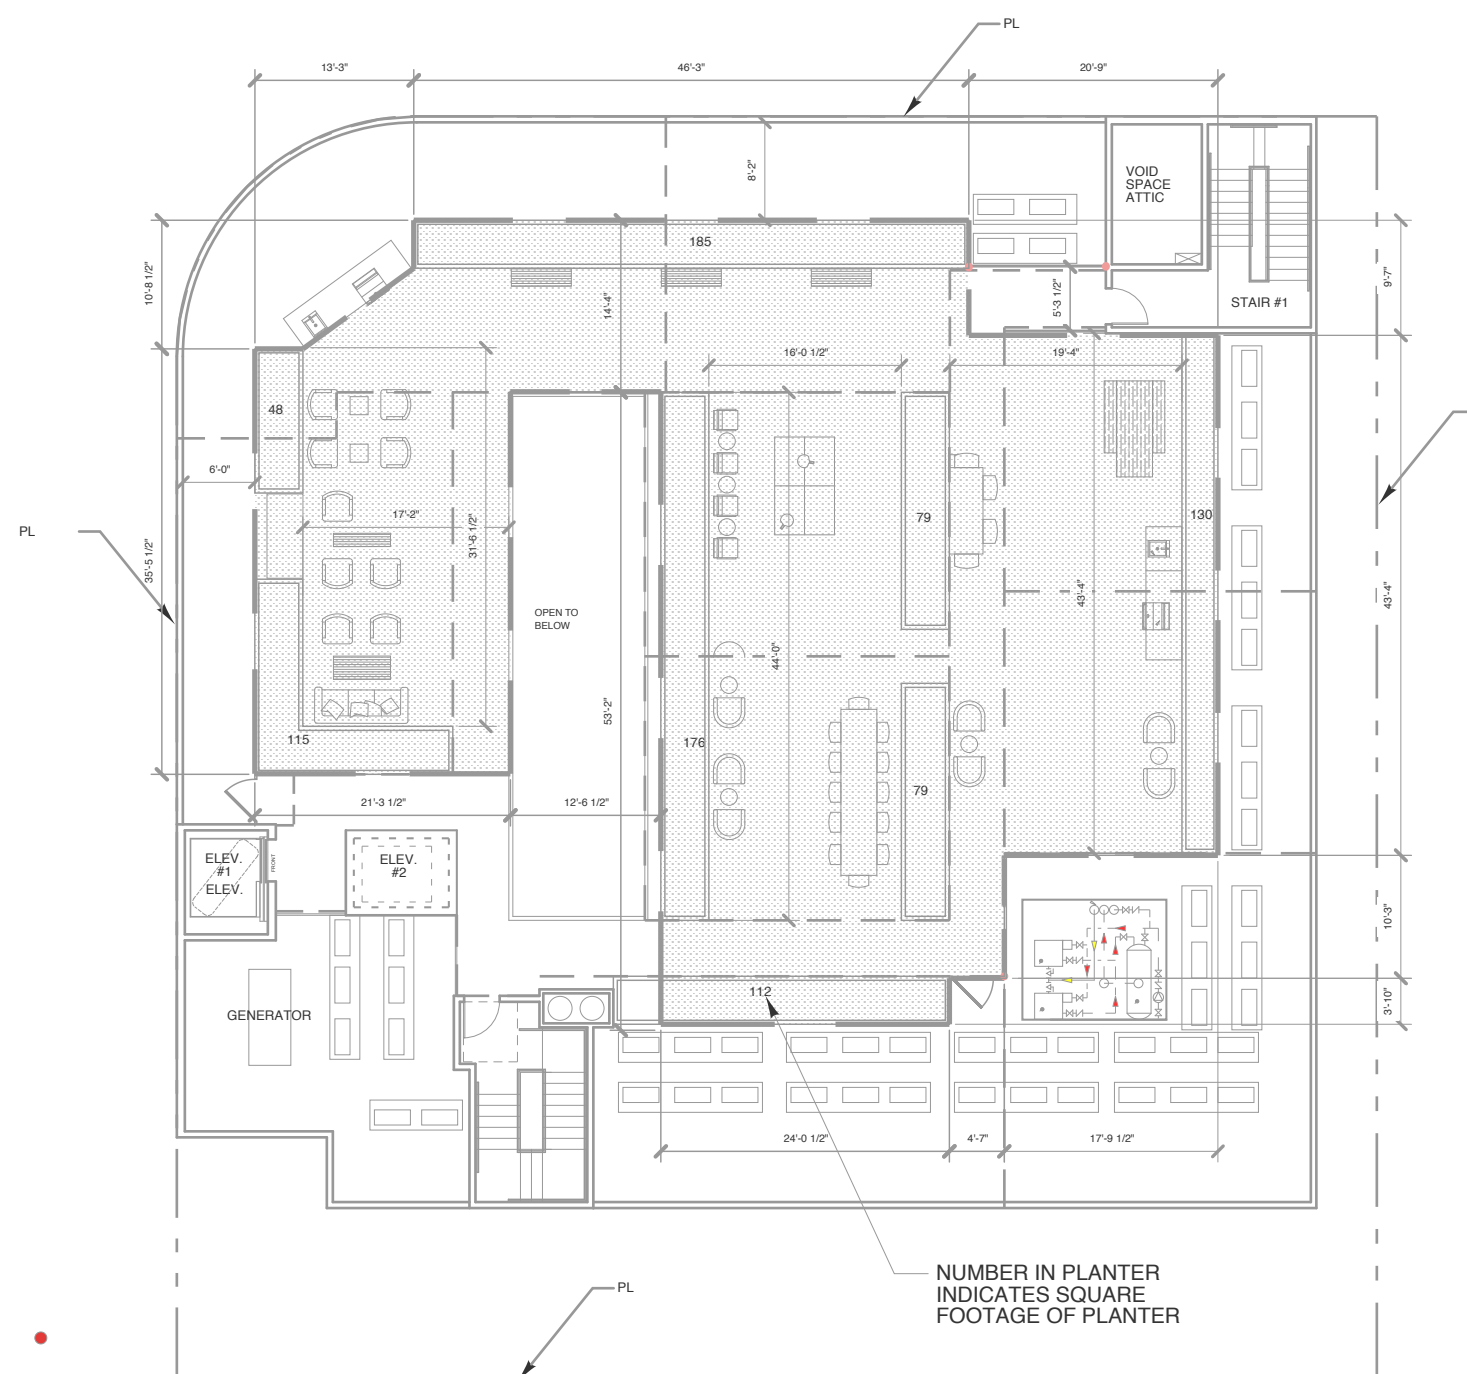 PL
13'-3"
46'-3"
20'-9"
8'-2"
VOID
SPACE
ATTIC
185
10'-8 1/2"
14'-4"
5'-3 1/2"
STAIR #1
9'-7"
16'-0 1/2"
19'-4"
48
6'-0"
17'-2"
31'-6 1/2"
79
130
PL
35'-5 1/2"
OPEN TO
BELOW
43'-4"
43'-4"
44'-0"
53'-2"
115
176
79
21'-3 1/2"
12'-6 1/2"
ELEV.
#1
ELEV.
FRONT
ELEV.
#2
10'-3"
112
3'-10"
GENERATOR
24'-0 1/2"
4'-7"
17'-9 1/2"
NUMBER IN PLANTER
INDICATES SQUARE
FOOTAGE OF PLANTER
PL